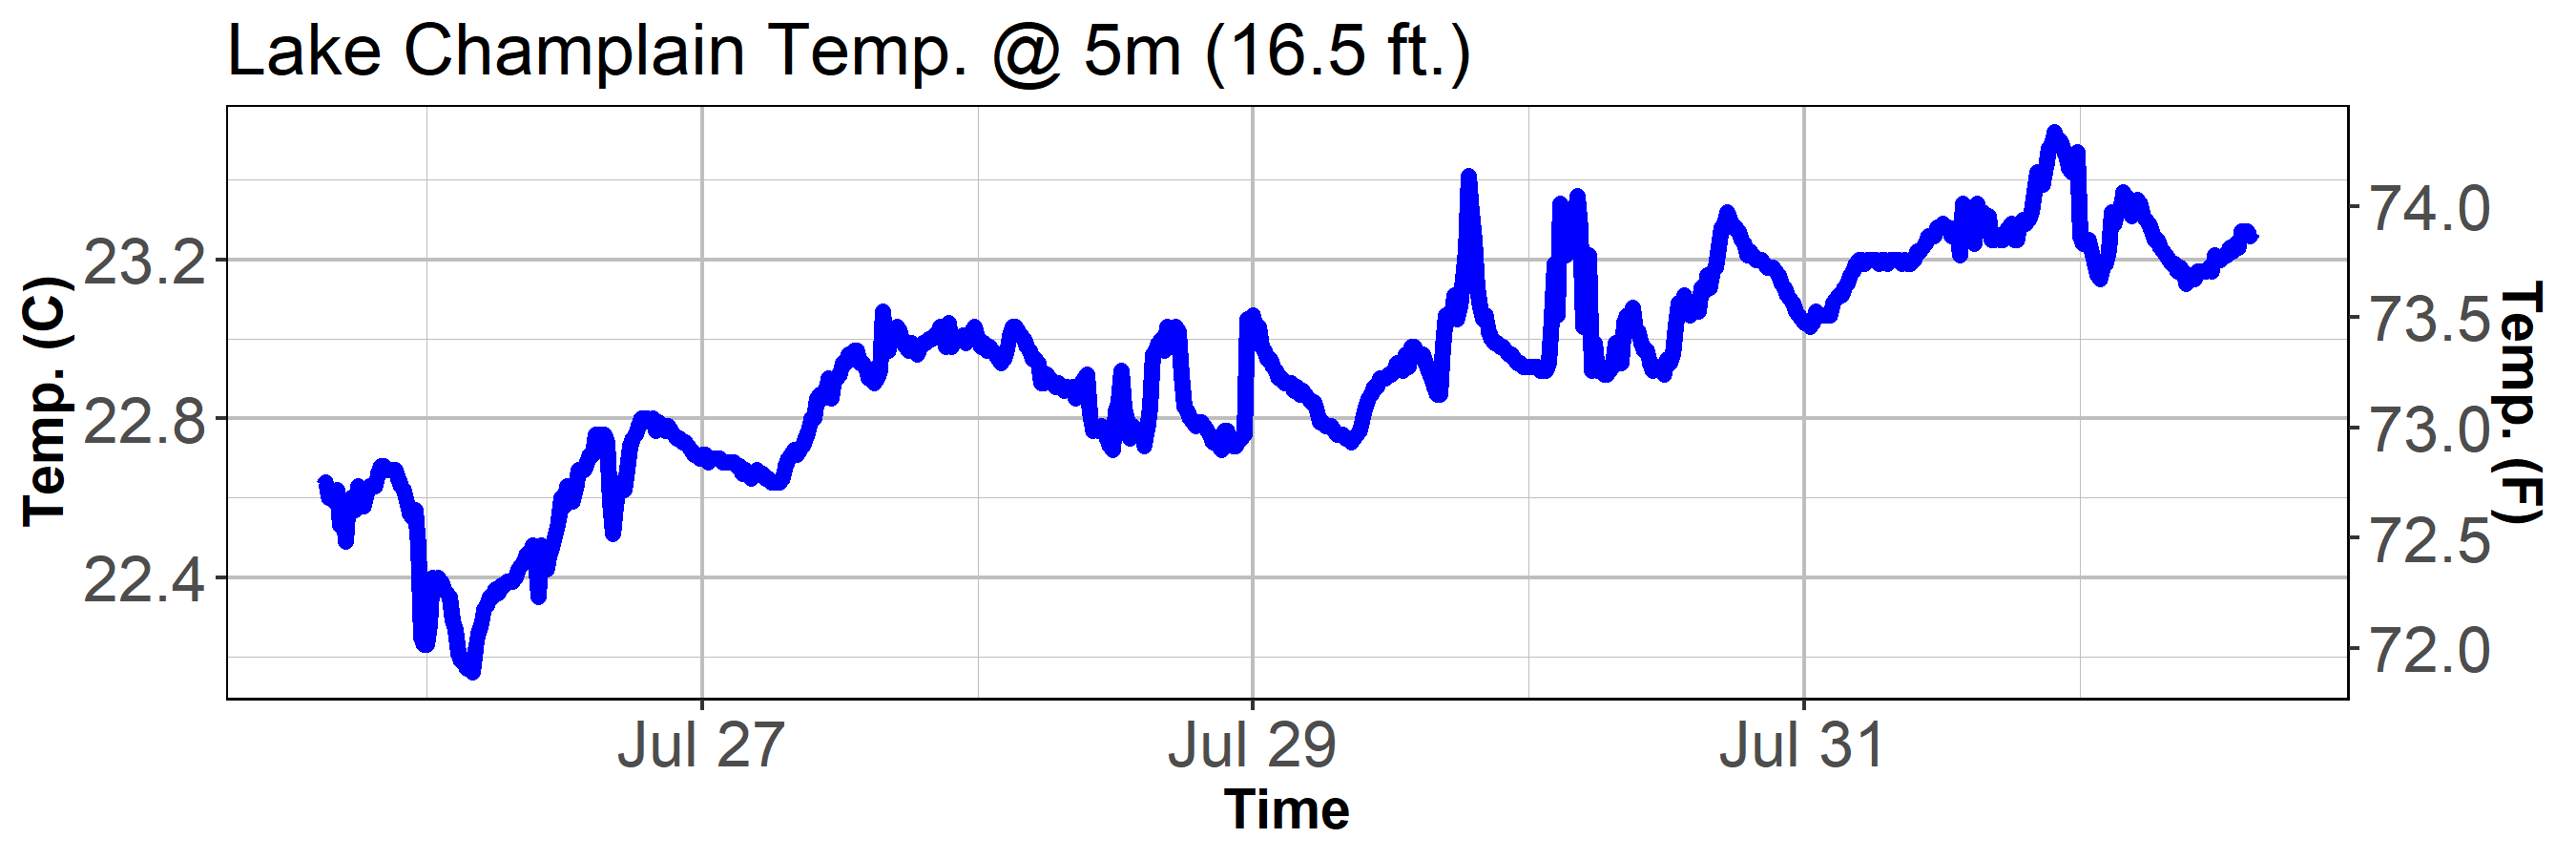 Lake Champlain Temp. @ 5m (16.5 ft.)
Temp. (C)
23.2
22.8
22.4
74.0
73.5
73.0
72.5
72.0
Temp. (F)
Jul 27
Jul 29
Jul 31
Time